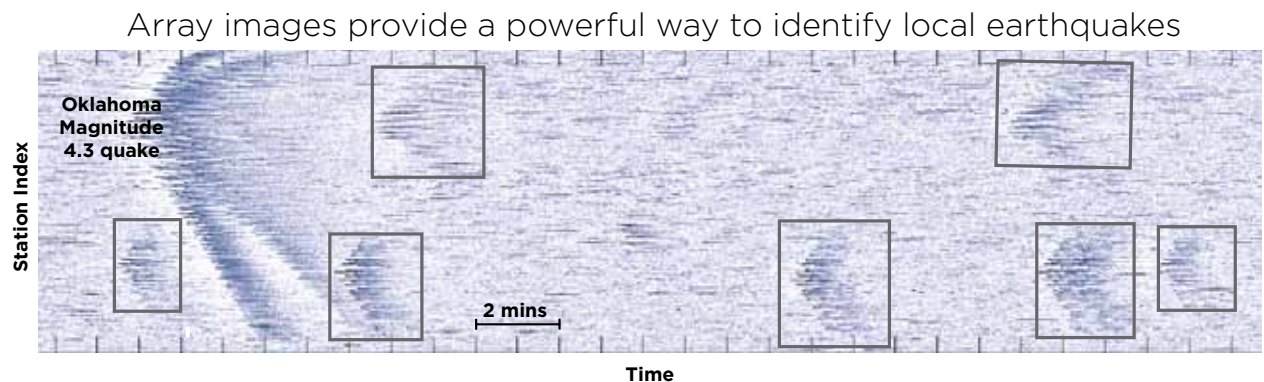 Array images provide a powerful way to identify local earthquakes
Oklahoma
Magnitude
4.3 quake
Station Index
2 mins
Time